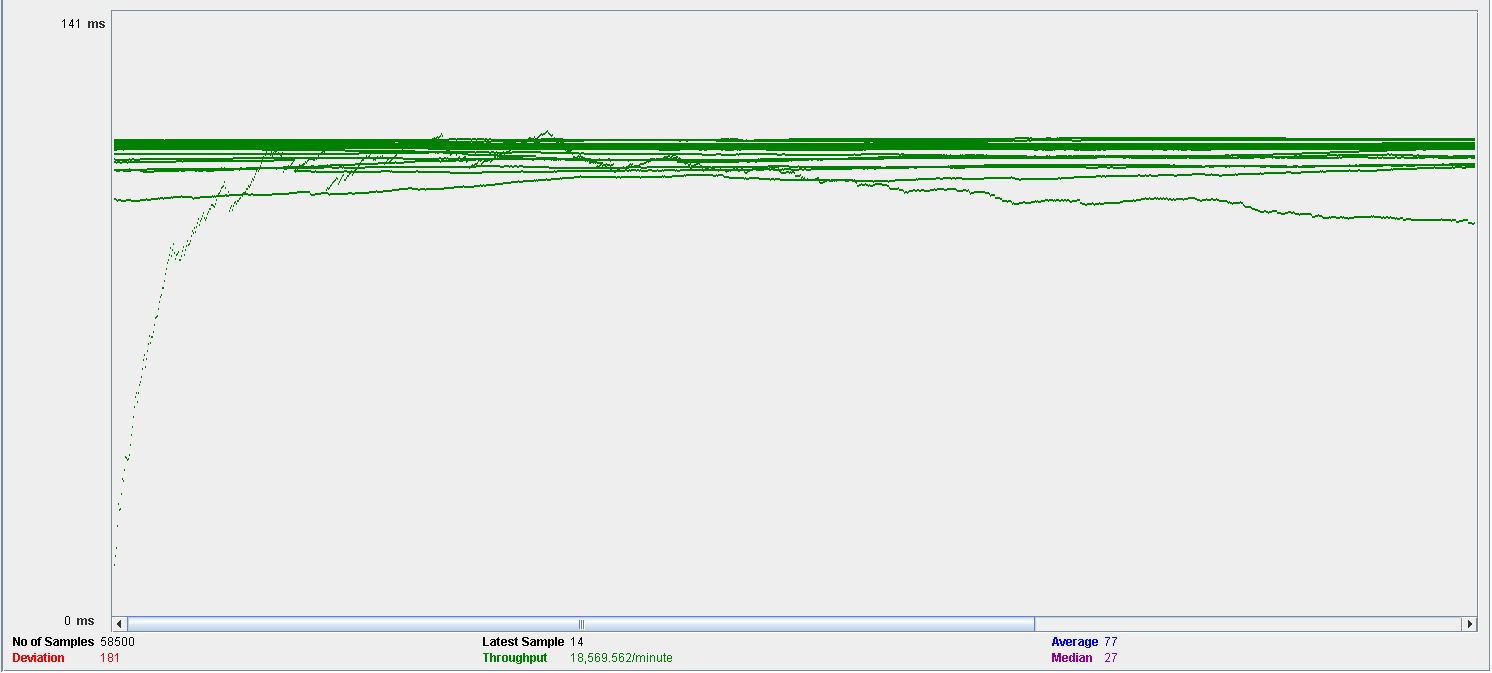 141 ms
0 ms
No of Samples 58500 Latest Sample 14 Average 77
Deviation 181 Throughput 18,569.562/minute Median 27